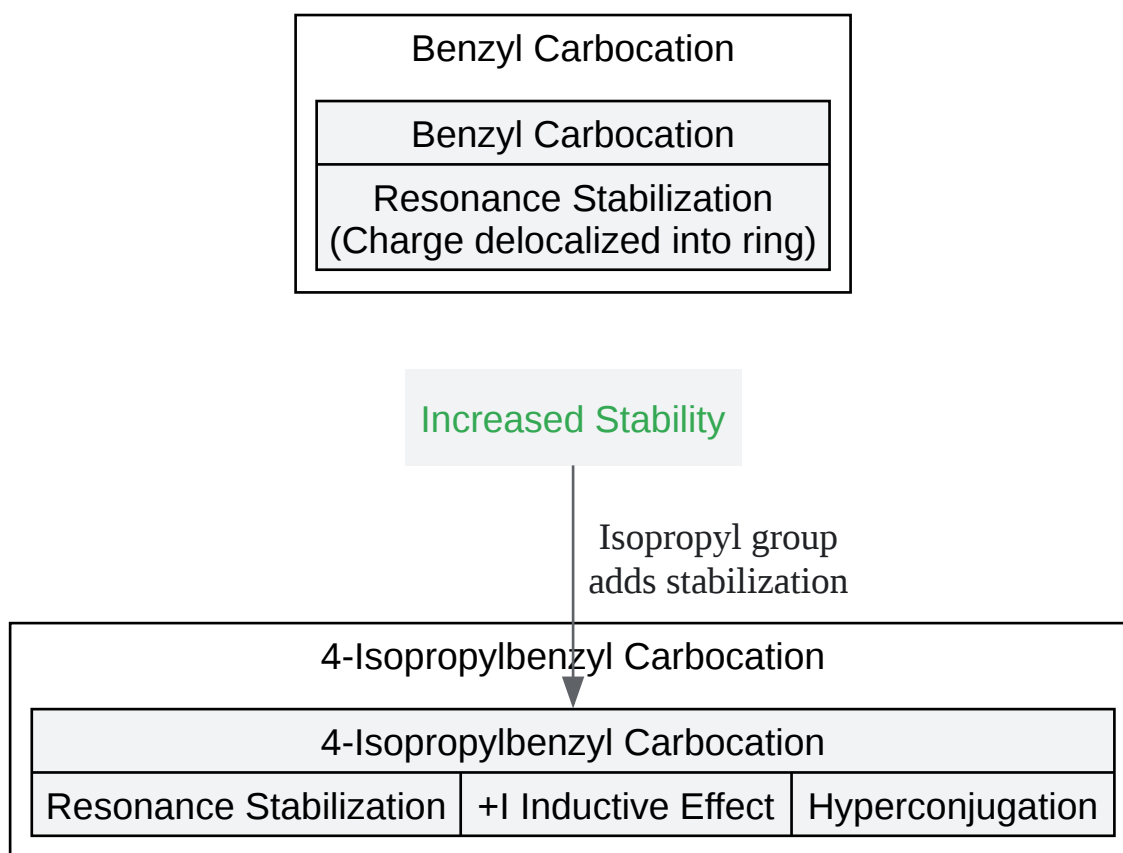 Benzyl Carbocation
Benzyl Carbocation
Resonance Stabilization
(Charge delocalized into ring)
Increased Stability
Isopropyl group
adds stabilization
4-Isopropylbenzyl Carbocation
4-Isopropylbenzyl Carbocation
Resonance Stabilization
+I Inductive Effect
Hyperconjugation